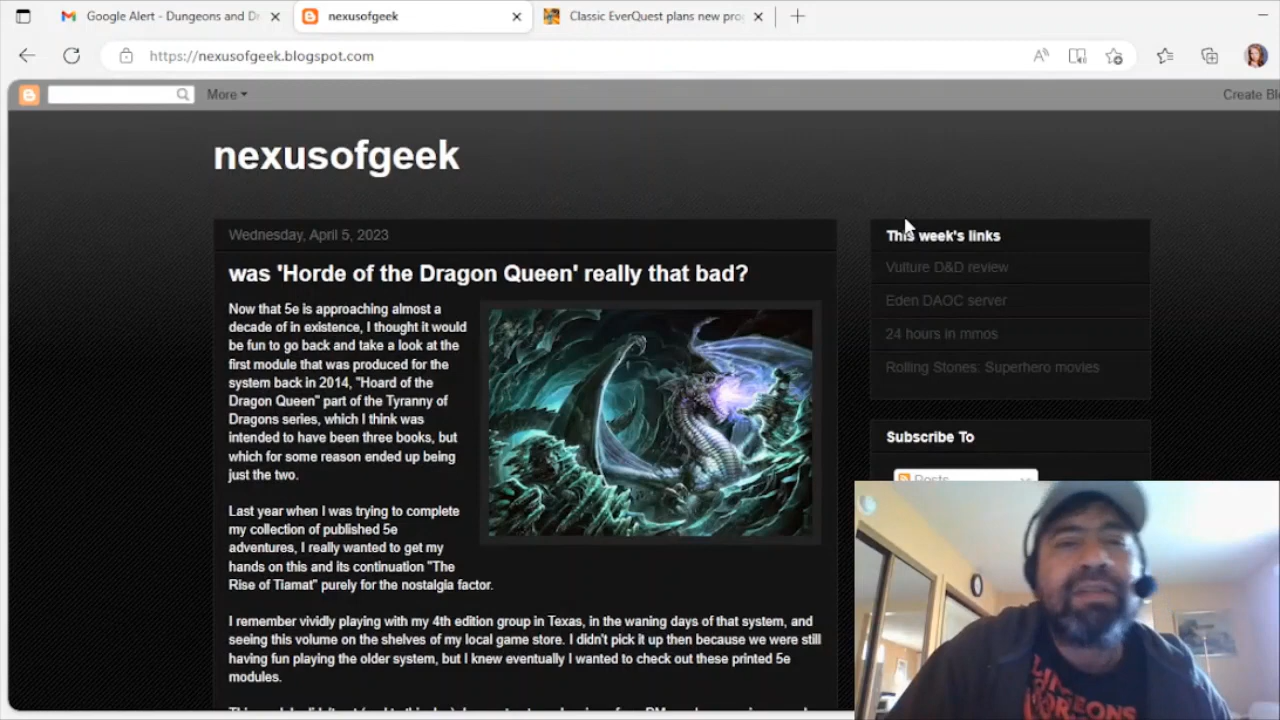 Google Alert - Dungeons and Dr
nexusofgeek
Classic EverQuest plans new pro
https://nexusofgeek.blogspot.com
More
Create Bl
nexusofgeek
Wednesday, April 5, 2023
was 'Horde of the Dragon Queen' really that bad?
Now that 5e is approaching almost a
decade of in existence, I thought it would
be fun to go back and take a look at the
first module that was produced for the
system back in 2014, "Hoard of the
Dragon Queen" part of the Tyranny of
Dragons series, which I think was
intended to have been three books, but
which for some reason ended up being
just the two.
Last year when I was trying to complete
my collection of published 5e
adventures, I really wanted to get my
hands on this and its continuation "The
Rise of Tiamat" purely for the nostalgia factor.
I remember vividly playing with my 4th edition group in Texas, in the waning days of that system, and
seeing this volume on the shelves of my local game store. I didn't pick it up then because we were still
having fun playing the older system, but I knew eventually I wanted to check out these printed 5e
modules.
This week's links
Vulture D&D review
Eden DAOC server
24 hours in mmos
Rolling Stones: Superhero movies
Subscribe To
Posts